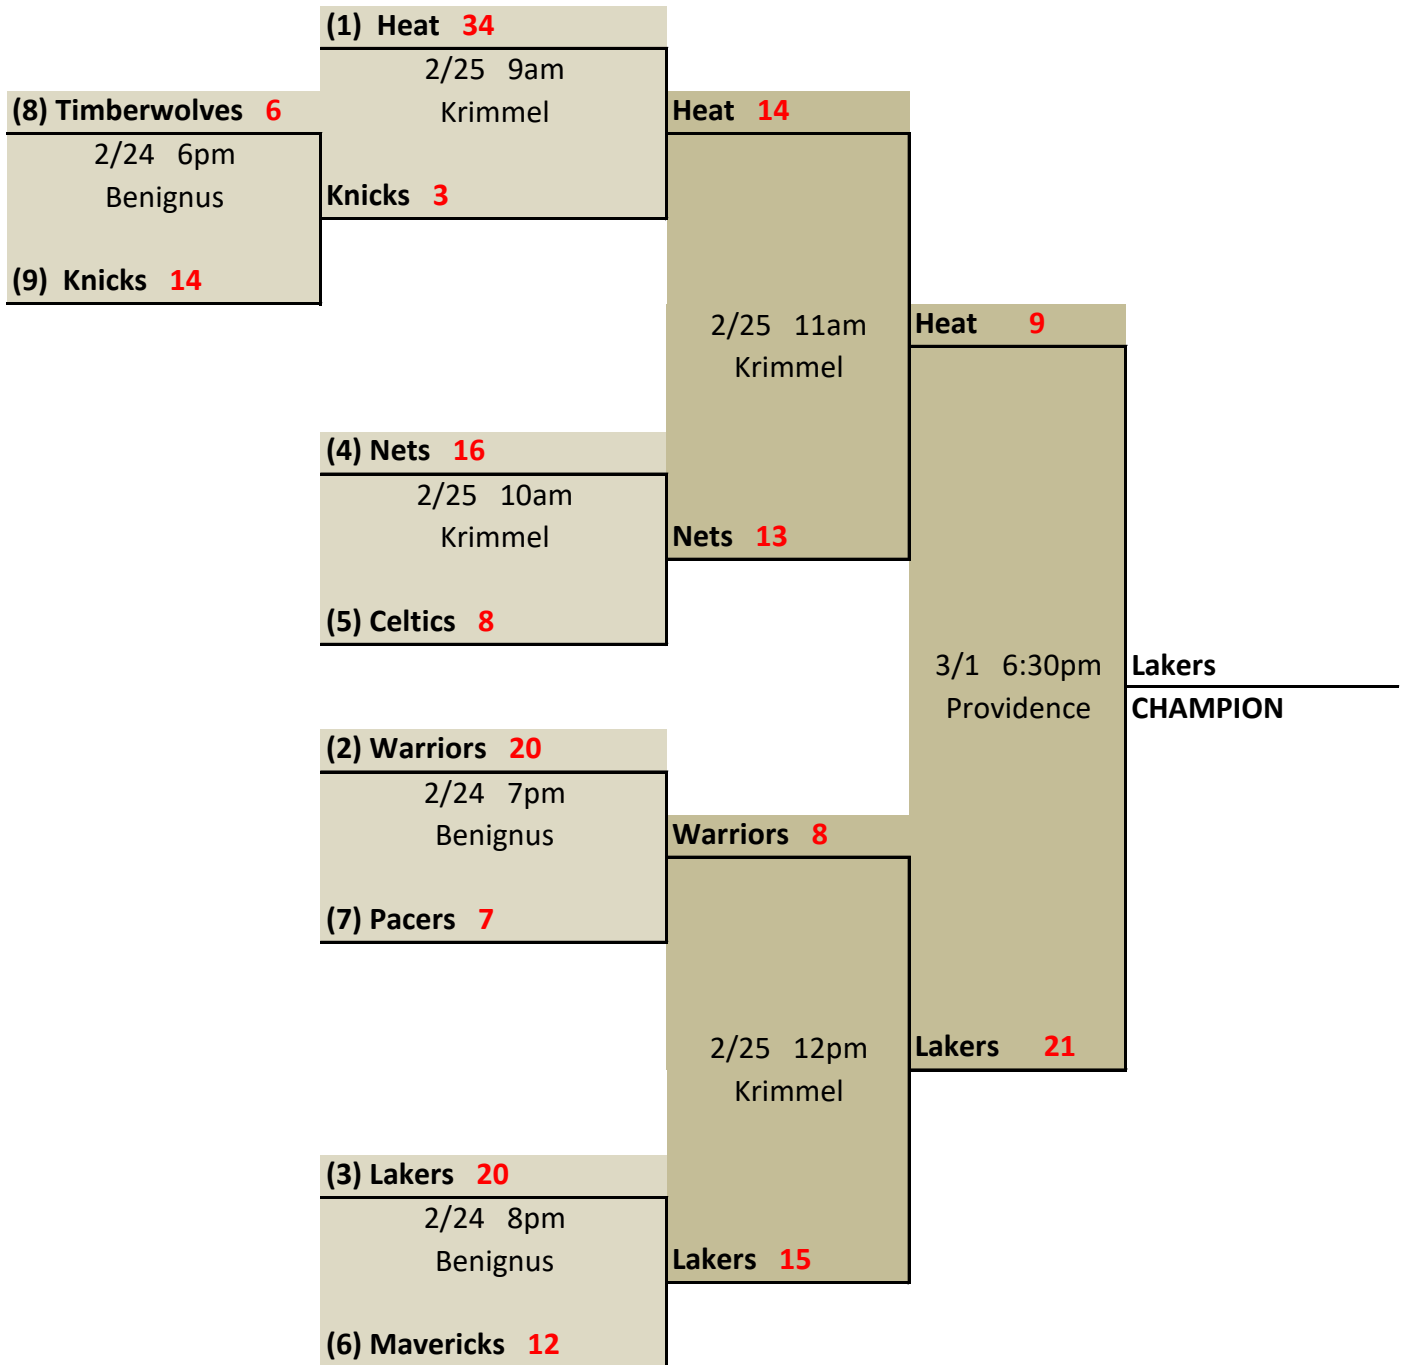 (1) Heat 34
2/25 9am
Krimmel
(8) Timberwolves 6
2/24 6pm
Benignus
(9) Knicks 14
Knicks 3
Heat 14
2/25 11am
Krimmel
(4) Nets 16
2/25 10am
Krimmel
(5) Celtics 8
Nets 13
Heat 9
3/1 6:30pm
Providence
Lakers
CHAMPION
(2) Warriors 20
2/24 7pm
Benignus
(7) Pacers 7
Warriors 8
2/25 12pm
Krimmel
Lakers 21
(3) Lakers 20
2/24 8pm
Benignus
(6) Mavericks 12
Lakers 15